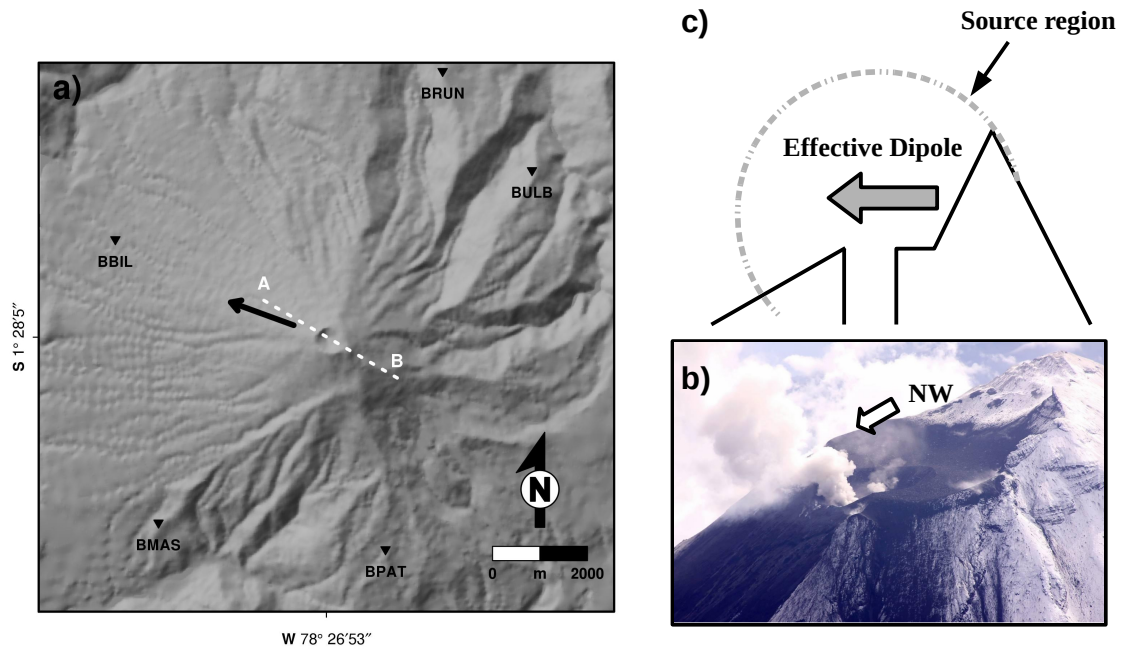 a)
BRUN
BULB
BBIL
A
B
S 1° 28′5″
N
BMAS
BPAT
0 m 2000
W 78° 26′53″
c)
Source region
Effective Dipole
b)
NW